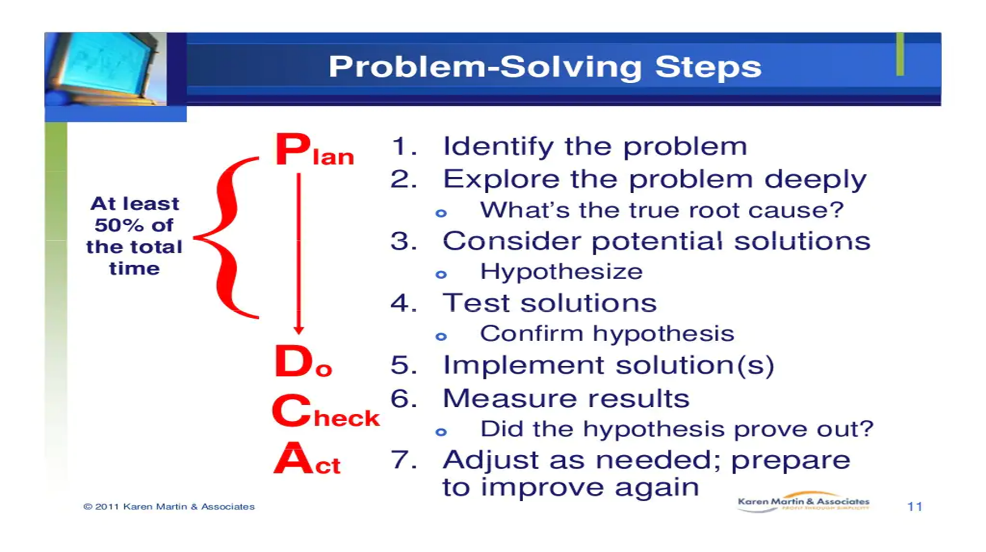 Problem-Solving Steps
At least
50% of
the total
time
Plan
Do
Check
Act
1. Identify the problem
2. Explore the problem deeply
What's the true root cause?
3. Consider potential solutions
Hypothesize
4. Test solutions
Confirm hypothesis
5. Implement solution(s)
6. Measure results
Did the hypothesis prove out?
7. Adjust as needed; prepare
to improve again
© 2011 Karen Martin & Associates
Karen Martin & Associates
PROFIT THROUGH SIMPLICITY
11